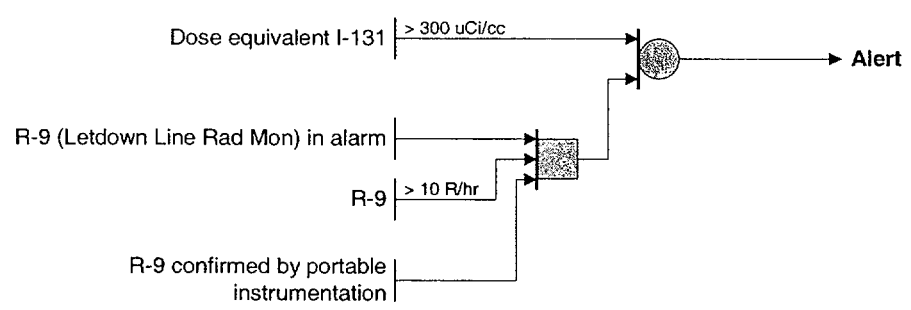 Dose equivalent I-131
> 300 uCi/cc
Alert
R-9 (Letdown Line Rad Mon) in alarm
R-9
> 10 R/hr
R-9 confirmed by portable
instrumentation